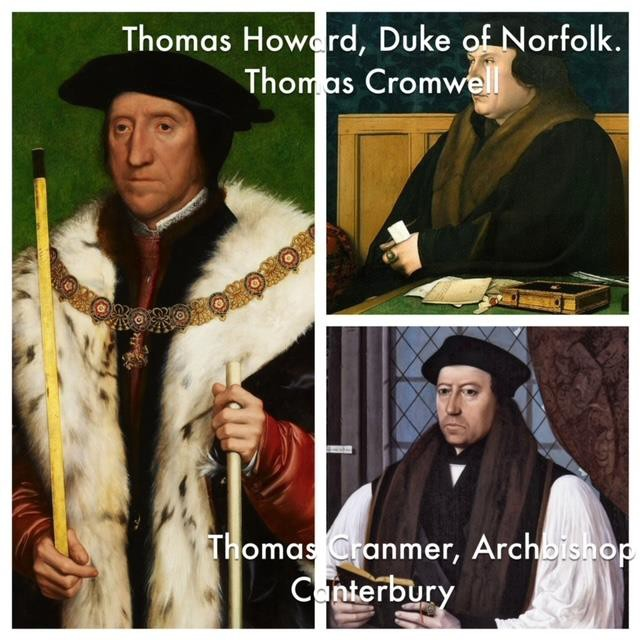 Thomas Howard, Duke of Norfolk.
Thomas Cromwell
Thomas Cranmer, Archbishop
Canterbury